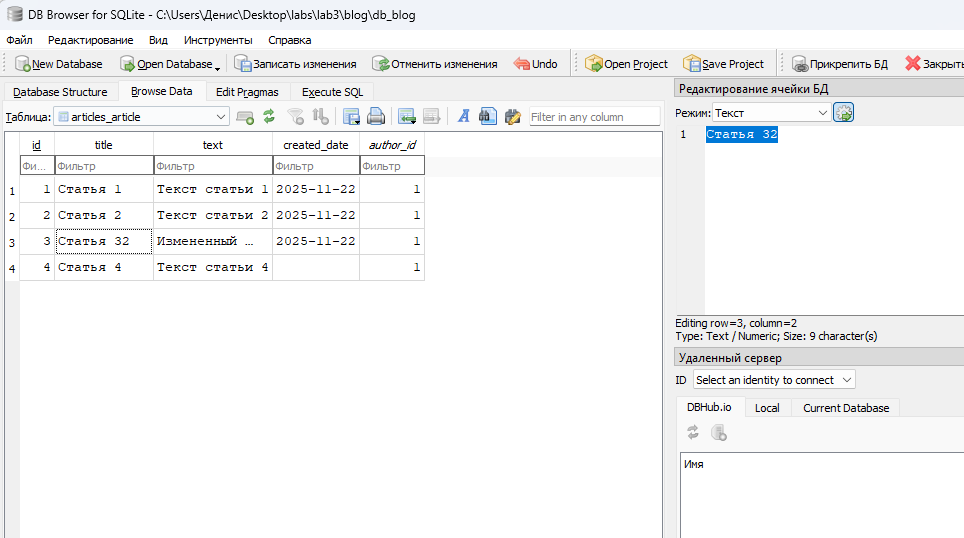 DB Browser for SQLite - C:\Users\Денис\Desktop\labs\lab3\blog\db_blog
Файл Редактирование Вид Инструменты Справка
New Database Open Database Записать изменения Отменить изменения Undo Open Project Save Project Прикрепить БД Закрыть
Database Structure Browse Data Edit Pragmas Execute SQL
Таблица: articles_article Filter in any column
id title text created_date author_id
Фи... Фильтр Фильтр Фильтр Фильтр
1 1 Статья 1 Текст статьи 1 2025-11-22 1
2 2 Статья 2 Текст статьи 2 2025-11-22 1
3 3 Статья 32 Измененный … 2025-11-22 1
4 4 Статья 4 Текст статьи 4 1
Редактирование ячейки БД
Режим: Текст
1 Статья 32
Editing row=3, column=2
Type: Text / Numeric; Size: 9 character(s)
Удаленный сервер
ID Select an identity to connect
DBHub.io Local Current Database
Имя